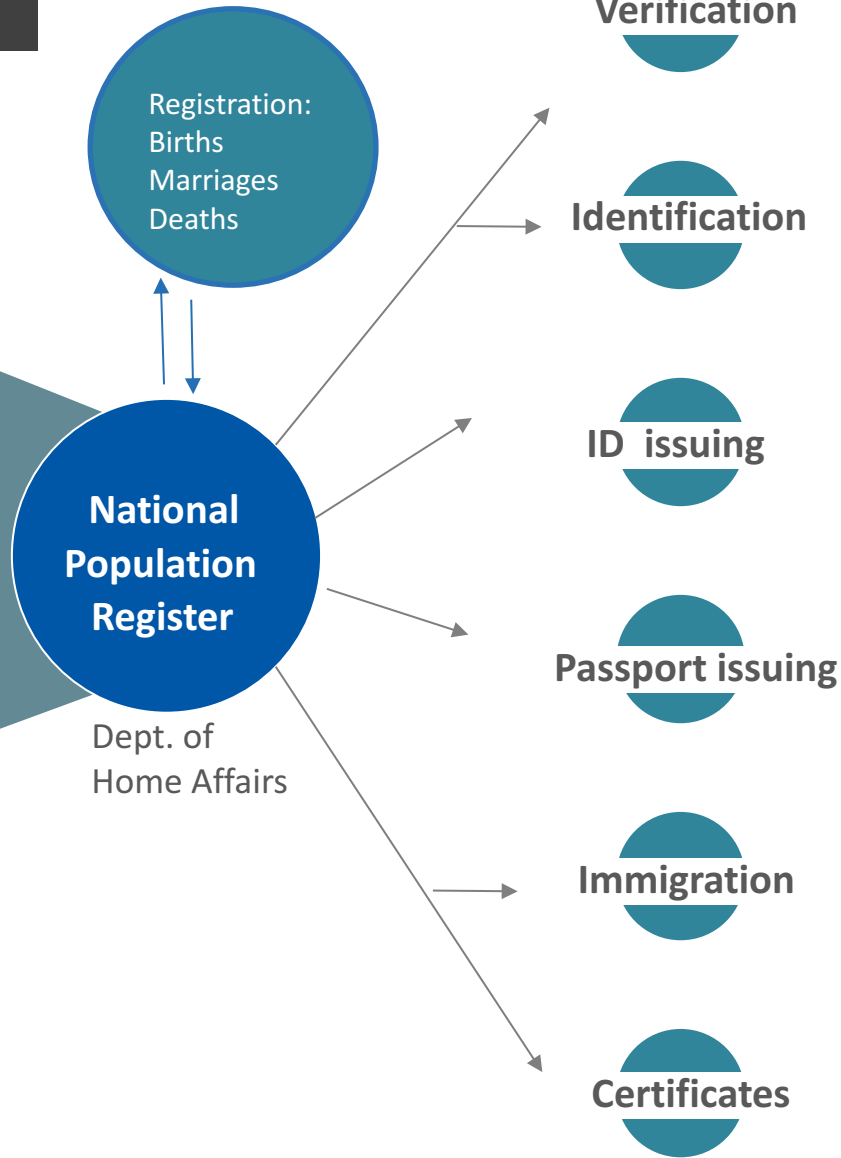 Verification
Registration:
Births
Marriages
Deaths
Identification
ID issuing
National
Population
Register
Passport issuing
Dept. of
Home Affairs
Immigration
Certificates